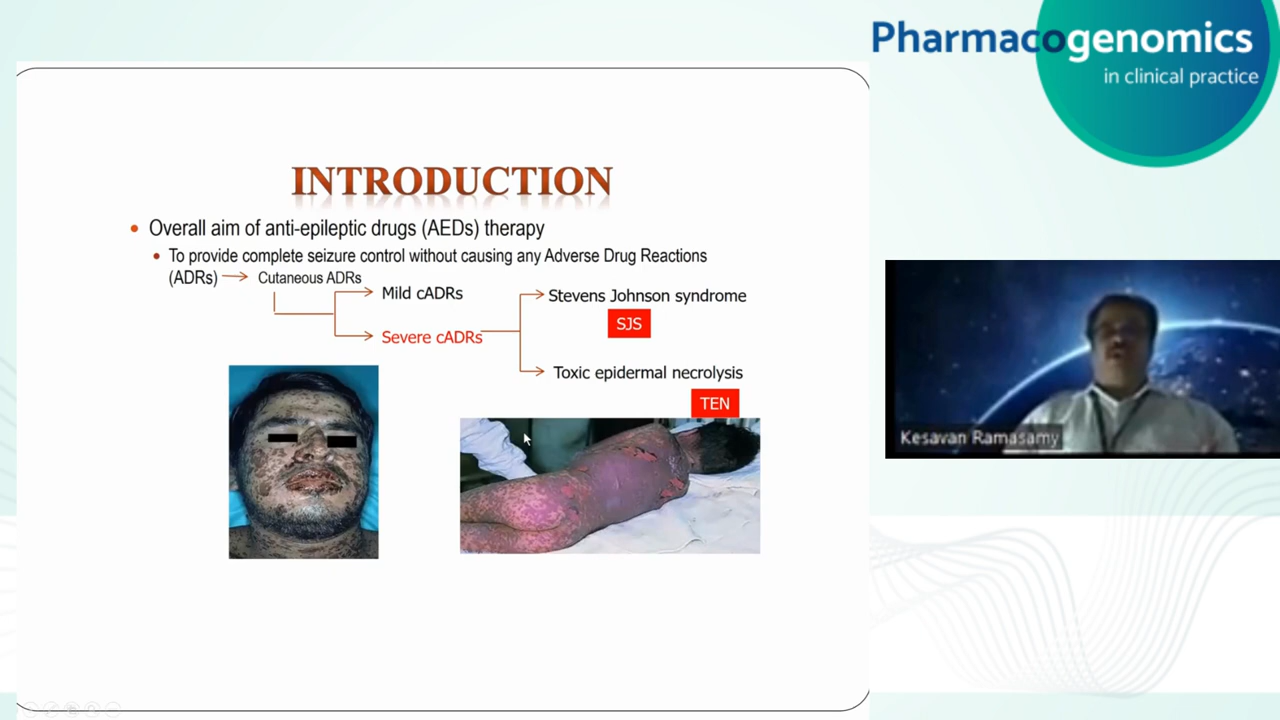 Pharmacogenomics
in clinical practice
INTRODUCTION
Overall aim of anti-epileptic drugs (AEDs) therapy
To provide complete seizure control without causing any Adverse Drug Reactions
(ADRs)
Cutaneous ADRs
Mild cADRs
Severe cADRs
Stevens Johnson syndrome
SJS
Toxic epidermal necrolysis
TEN
Kesavan Ramasamy